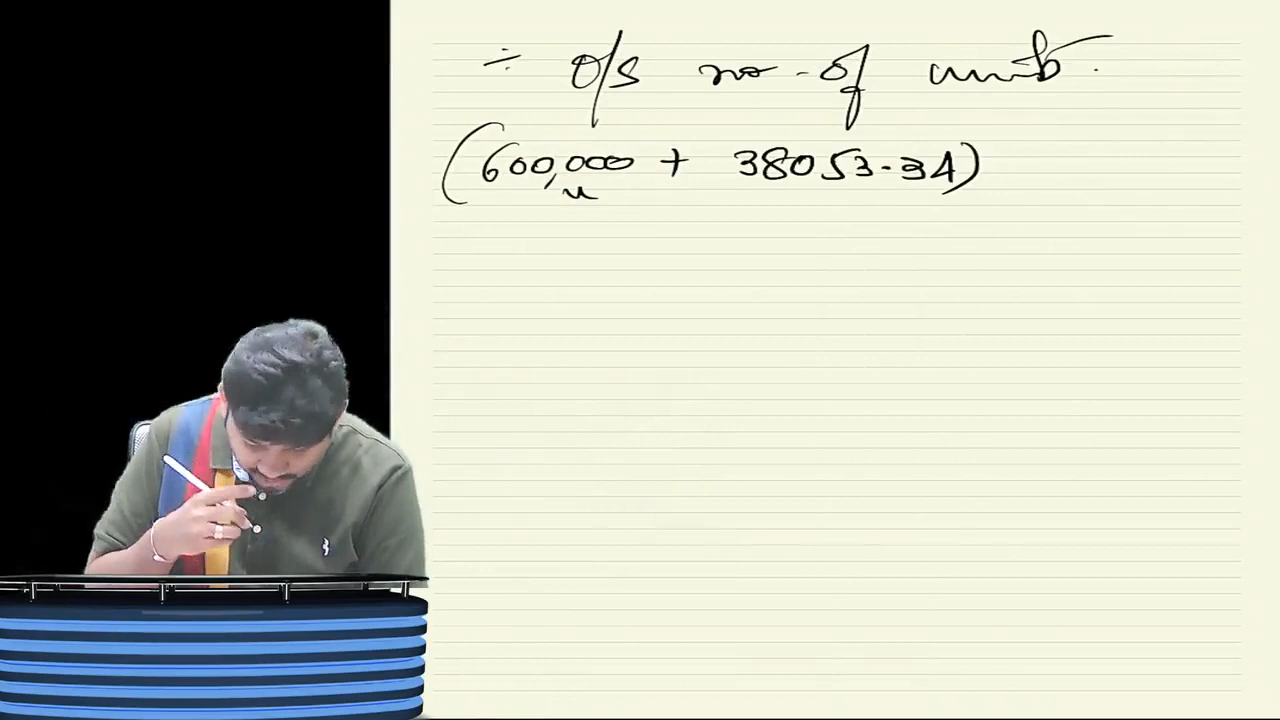 ÷ o/s no. of units.
(600,000 + 38053.34)
u